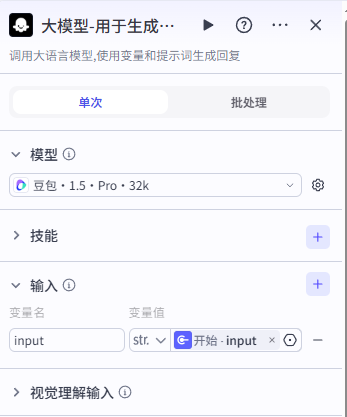 大模型-用于生成…
调用大语言模型,使用变量和提示词生成回复
单次
批处理
模型
豆包·1.5·Pro·32k
技能
输入
变量名
变量值
input
str.
开始 - input
视觉理解输入